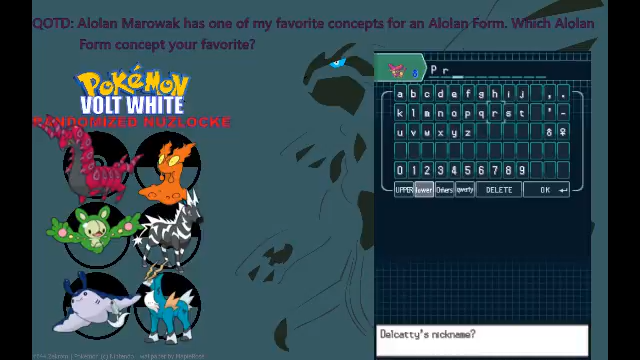 QOTD: Alolan Marowak has one of my favorite concepts for an Alolan Form. Which Alolan
Form concept your favorite?
POKéMON
VOLT WHITE
RANDOMIZED NUZLOCKE
P r
a b c d e f g h i j , .
k l m n o p q r s t ' -
u v w x y z ♂ ♀
0 1 2 3 4 5 6 7 8 9
UPPER lower Others qwerty DELETE OK
Delcatty's nickname?